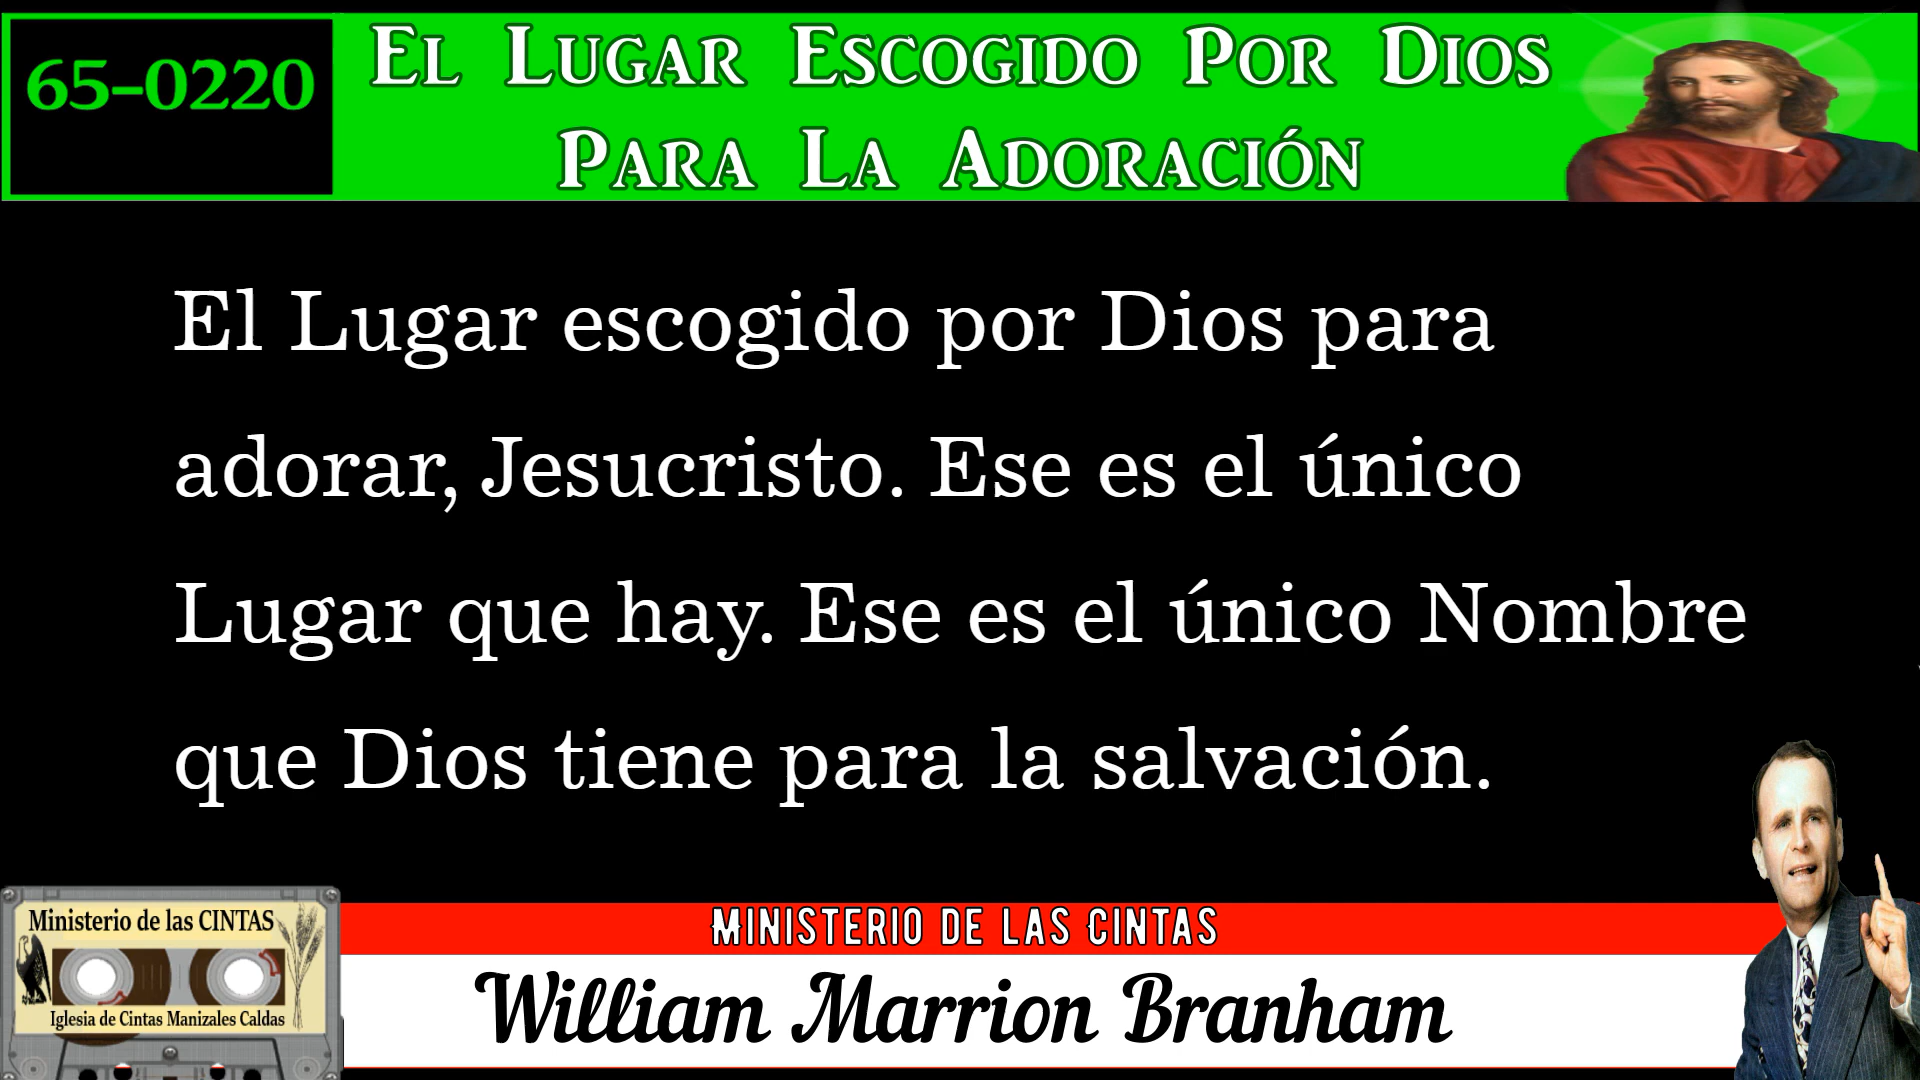 65-0220
El Lugar Escogido Por Dios
Para La Adoración
El Lugar escogido por Dios para
adorar, Jesucristo. Ese es el único
Lugar que hay. Ese es el único Nombre
que Dios tiene para la salvación.
Ministerio de las CINTAS
Iglesia de Cintas Manizales Caldas
MINISTERIO DE LAS CINTAS
William Marrion Branham